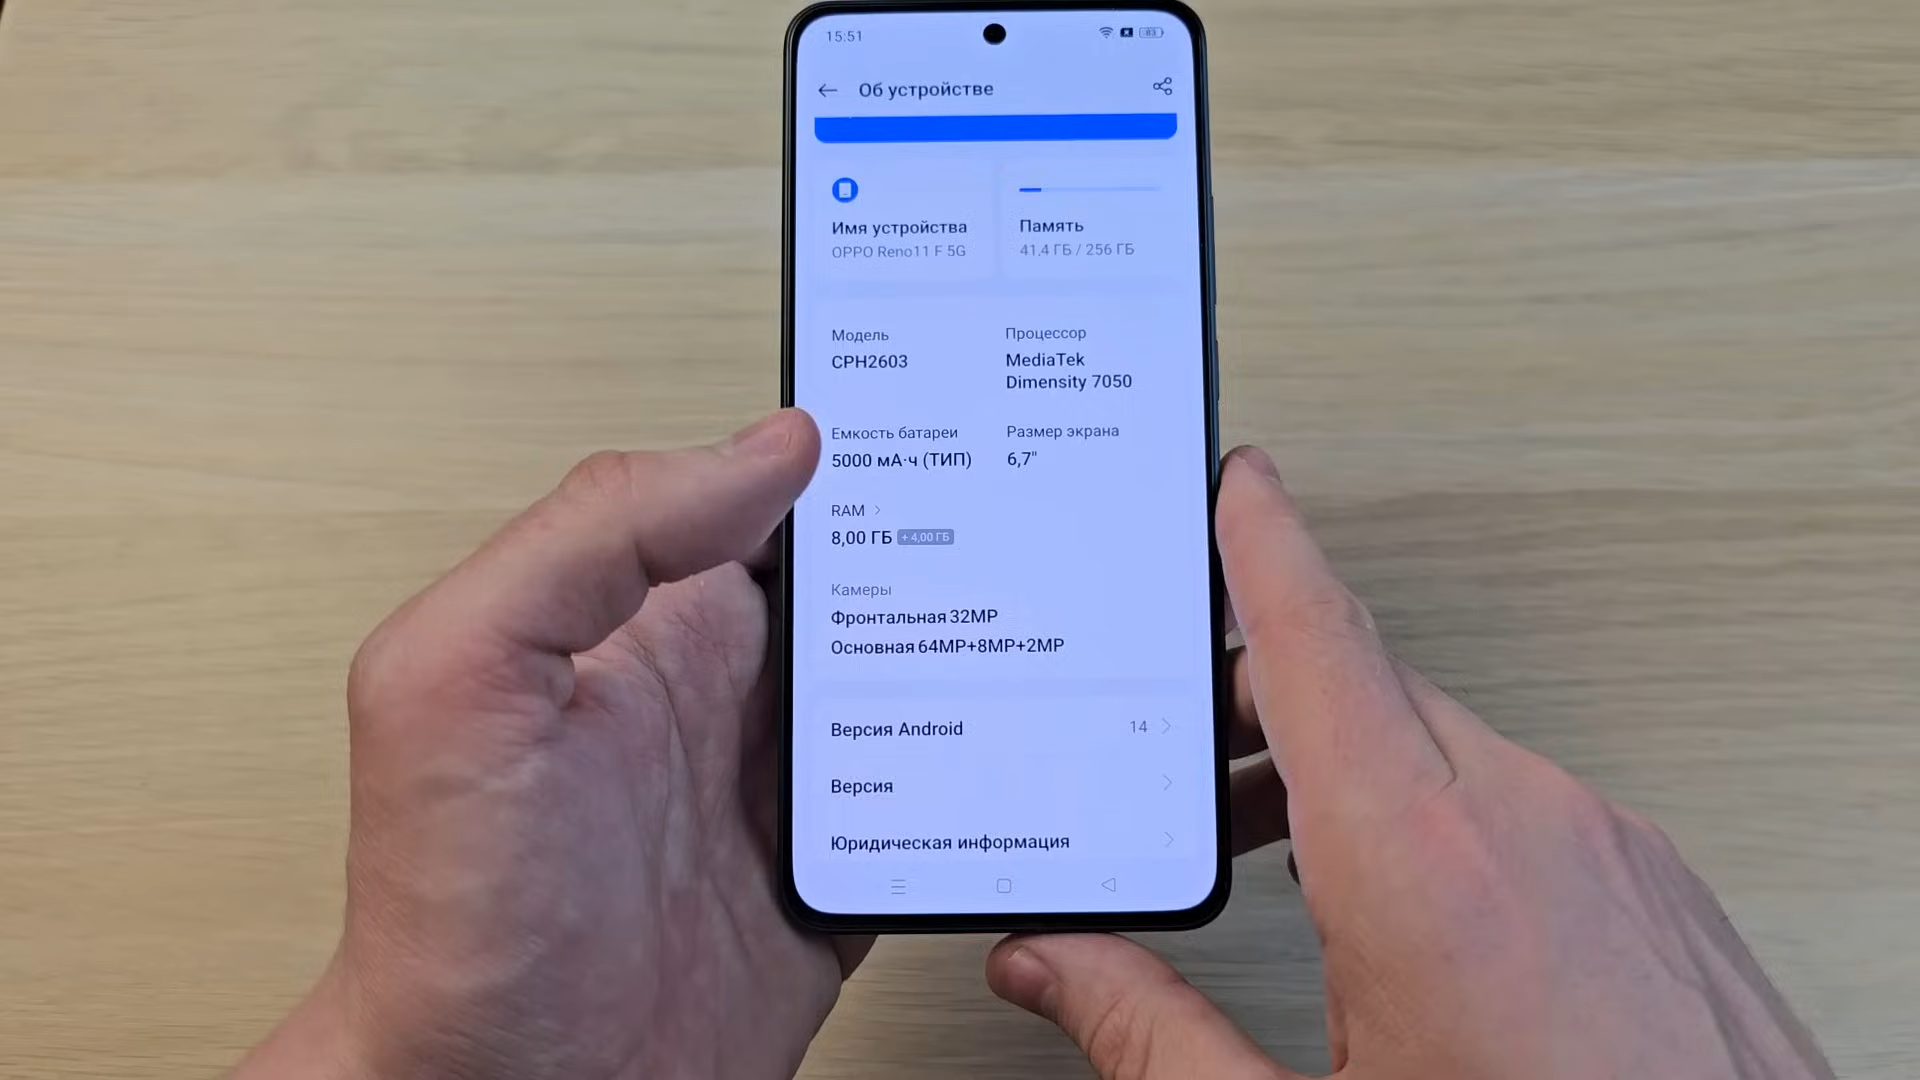 15:51
83
Об устройстве
Имя устройства
OPPO Reno11 F 5G
Память
41,4 ГБ / 256 ГБ
Модель
CPH2603
Процессор
MediaTek
Dimensity 7050
Емкость батареи
5000 мА·ч (ТИП)
Размер экрана
6,7"
RAM >
8,00 ГБ + 4,00 ГБ
Камеры
Фронтальная 32MP
Основная 64MP+8MP+2MP
Версия Android 14
Версия
Юридическая информация